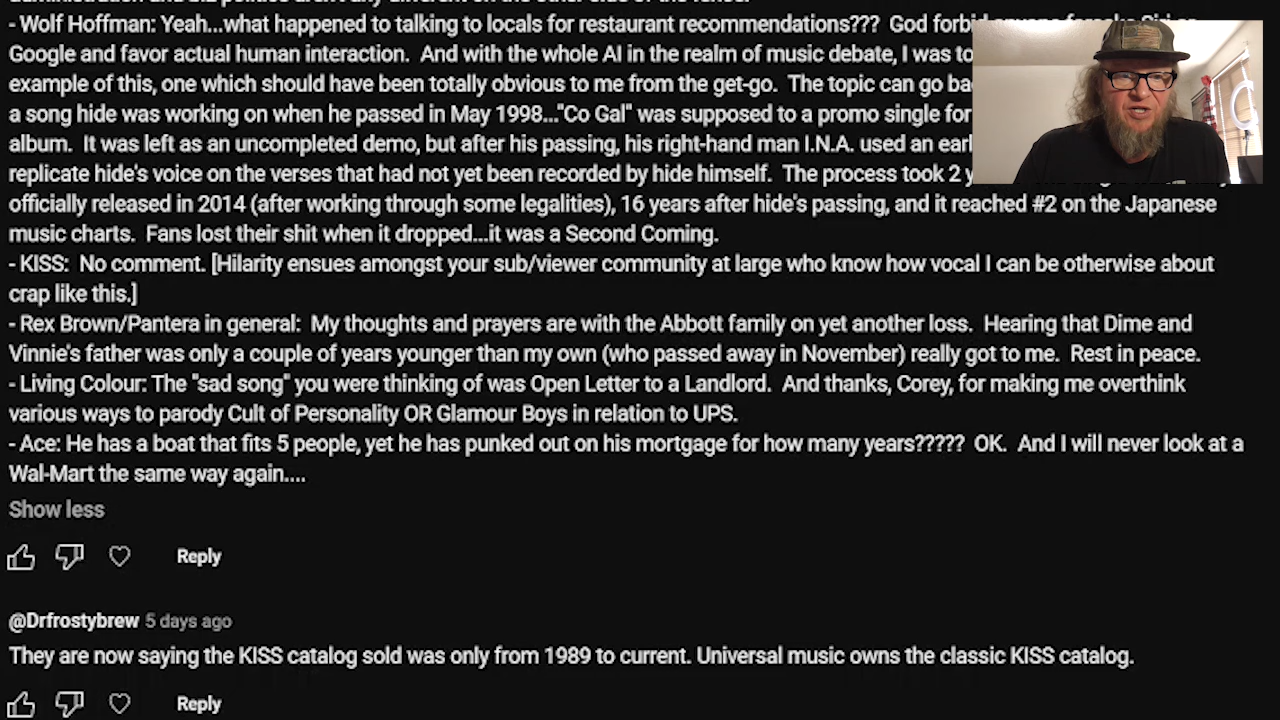 - Wolf Hoffman: Yeah...what happened to talking to locals for restaurant recommendations??? God forbid
Google and favor actual human interaction. And with the whole AI in the realm of music debate, I was to
example of this, one which should have been totally obvious to me from the get-go. The topic can go ba
a song hide was working on when he passed in May 1998..."Co Gal" was supposed to a promo single for
album. It was left as an uncompleted demo, but after his passing, his right-hand man I.N.A. used an earl
replicate hide's voice on the verses that had not yet been recorded by hide himself. The process took 2 y
officially released in 2014 (after working through some legalities), 16 years after hide's passing, and it reached #2 on the Japanese
music charts. Fans lost their shit when it dropped...it was a Second Coming.
- KISS: No comment. [Hilarity ensues amongst your sub/viewer community at large who know how vocal I can be otherwise about
crap like this.]
- Rex Brown/Pantera in general: My thoughts and prayers are with the Abbott family on yet another loss. Hearing that Dime and
Vinnie's father was only a couple of years younger than my own (who passed away in November) really got to me. Rest in peace.
- Living Colour: The "sad song" you were thinking of was Open Letter to a Landlord. And thanks, Corey, for making me overthink
various ways to parody Cult of Personality OR Glamour Boys in relation to UPS.
- Ace: He has a boat that fits 5 people, yet he has punked out on his mortgage for how many years????? OK. And I will never look at a
Wal-Mart the same way again....
Show less
Reply
@Drfrostybrew 5 days ago
They are now saying the KISS catalog sold was only from 1989 to current. Universal music owns the classic KISS catalog.
Reply